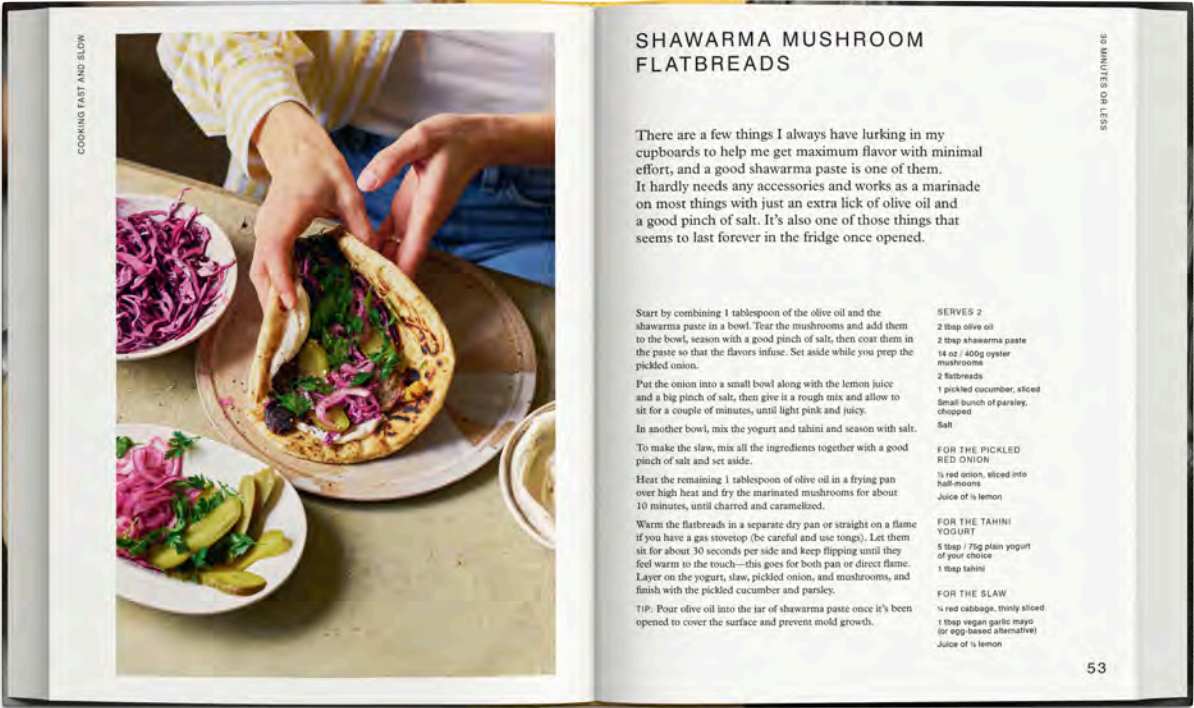 COOKING FAST AND SLOW
SHAWARMA MUSHROOM
FLATBREADS
30 MINUTES OR LESS
There are a few things I always have lurking in my
cupboards to help me get maximum flavor with minimal
effort, and a good shawarma paste is one of them.
It hardly needs any accessories and works as a marinade
on most things with just an extra lick of olive oil and
a good pinch of salt. It's also one of those things that
seems to last forever in the fridge once opened.
Start by combining 1 tablespoon of the olive oil and the
shawarma paste in a bowl. Tear the mushrooms and add them
to the bowl, season with a good pinch of salt, then coat them in
the paste so that the flavors infuse. Set aside while you prep the
pickled onion.
Put the onion into a small bowl along with the lemon juice
and a big pinch of salt, then give it a rough mix and allow to
sit for a couple of minutes, until light pink and juicy.
In another bowl, mix the yogurt and tahini and season with salt.
To make the slaw, mix all the ingredients together with a good
pinch of salt and set aside.
Heat the remaining 1 tablespoon of olive oil in a frying pan
over high heat and fry the marinated mushrooms for about
10 minutes, until charred and caramelized.
Warm the flatbreads in a separate dry pan or straight on a flame
if you have a gas stovetop (be careful and use tongs). Let them
sit for about 30 seconds per side and keep flipping until they
feel warm to the touch—this goes for both pan or direct flame.
Layer on the yogurt, slaw, pickled onion, and mushrooms, and
finish with the pickled cucumber and parsley.
TIP: Pour olive oil into the jar of shawarma paste once it's been
opened to cover the surface and prevent mold growth.
SERVES 2
2 tbsp olive oil
2 tbsp shawarma paste
14 oz / 400g oyster
mushrooms
2 flatbreads
1 pickled cucumber, sliced
Small bunch of parsley,
chopped
Salt
FOR THE PICKLED
RED ONION
red onion, sliced into
half-moons
Juice of ½ lemon
FOR THE TAHINI
YOGURT
5 tbsp / 75g plain yogurt
of your choice
1 tbsp tahini
FOR THE SLAW
red cabbage, thinly sliced
1 tbsp vegan garlic mayo
(or egg-based alternative)
Juice of ½ lemon
53